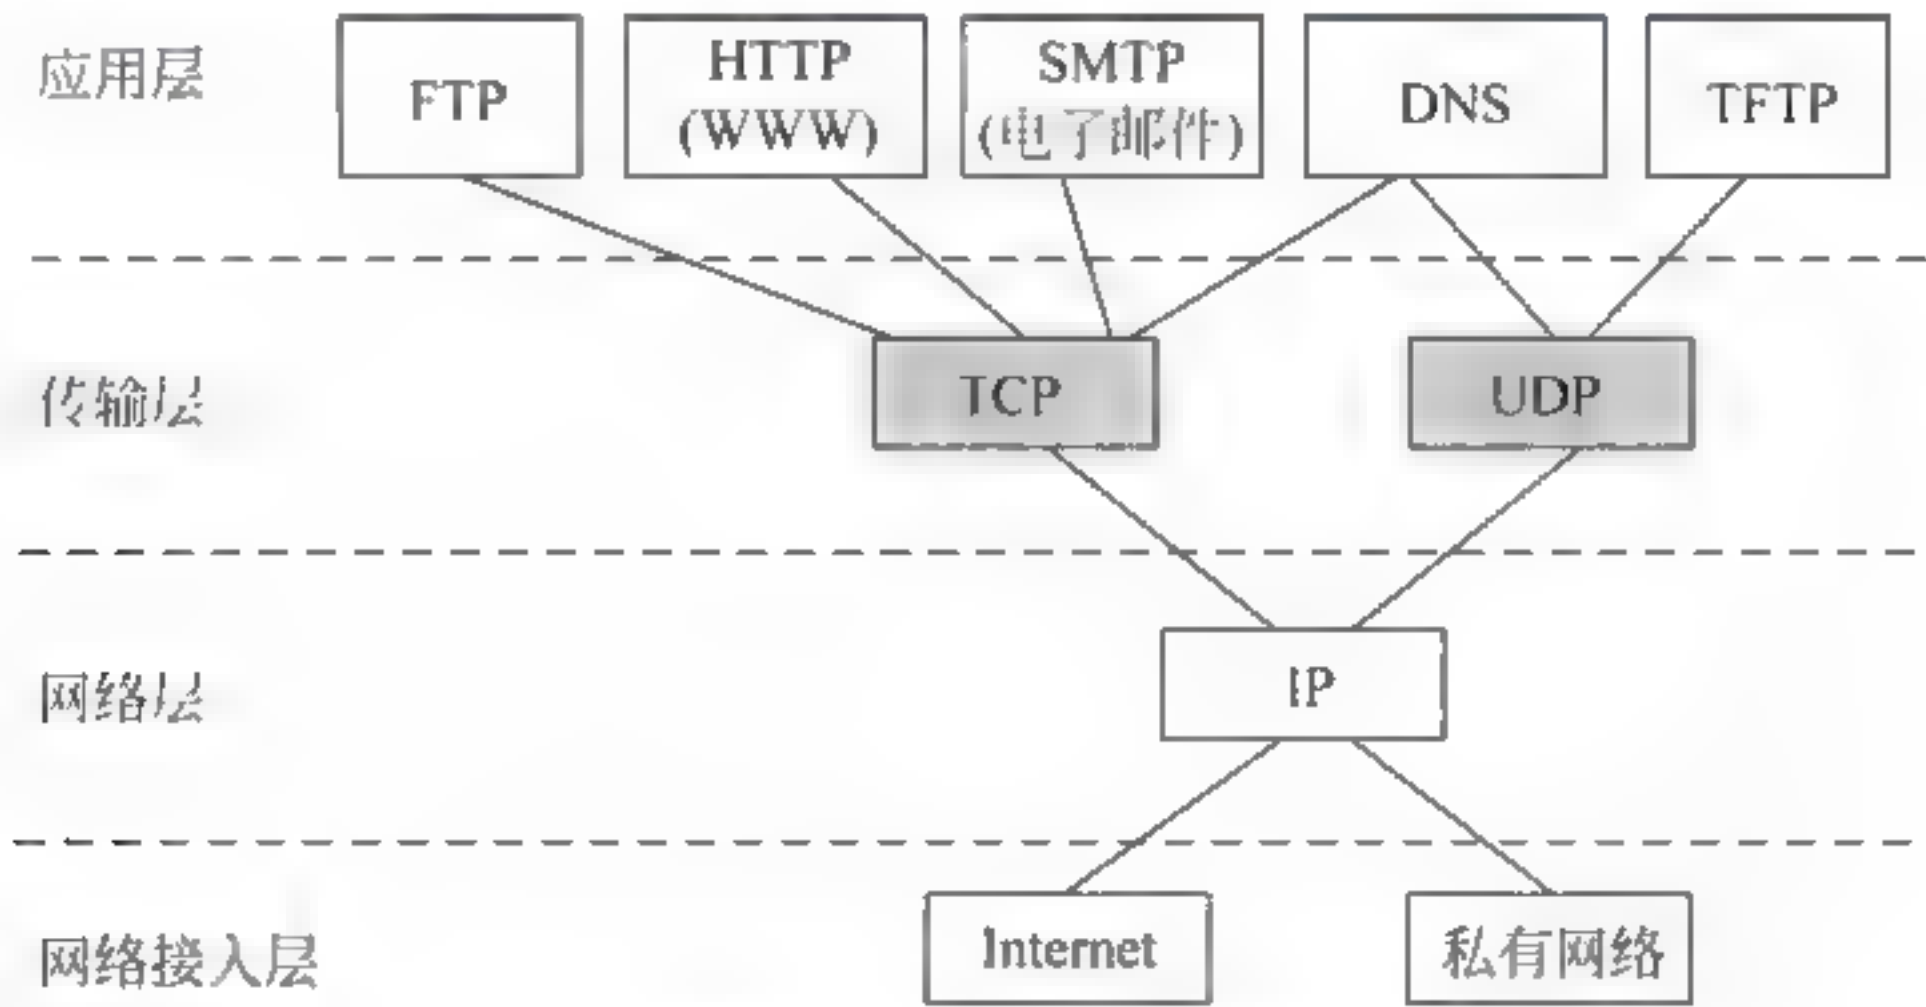 应用层
FTP
HTTP
(WWW)
SMTP
(电子邮件)
DNS
TFTP
传输层
TCP
UDP
网络层
IP
网络接入层
Internet
私有网络